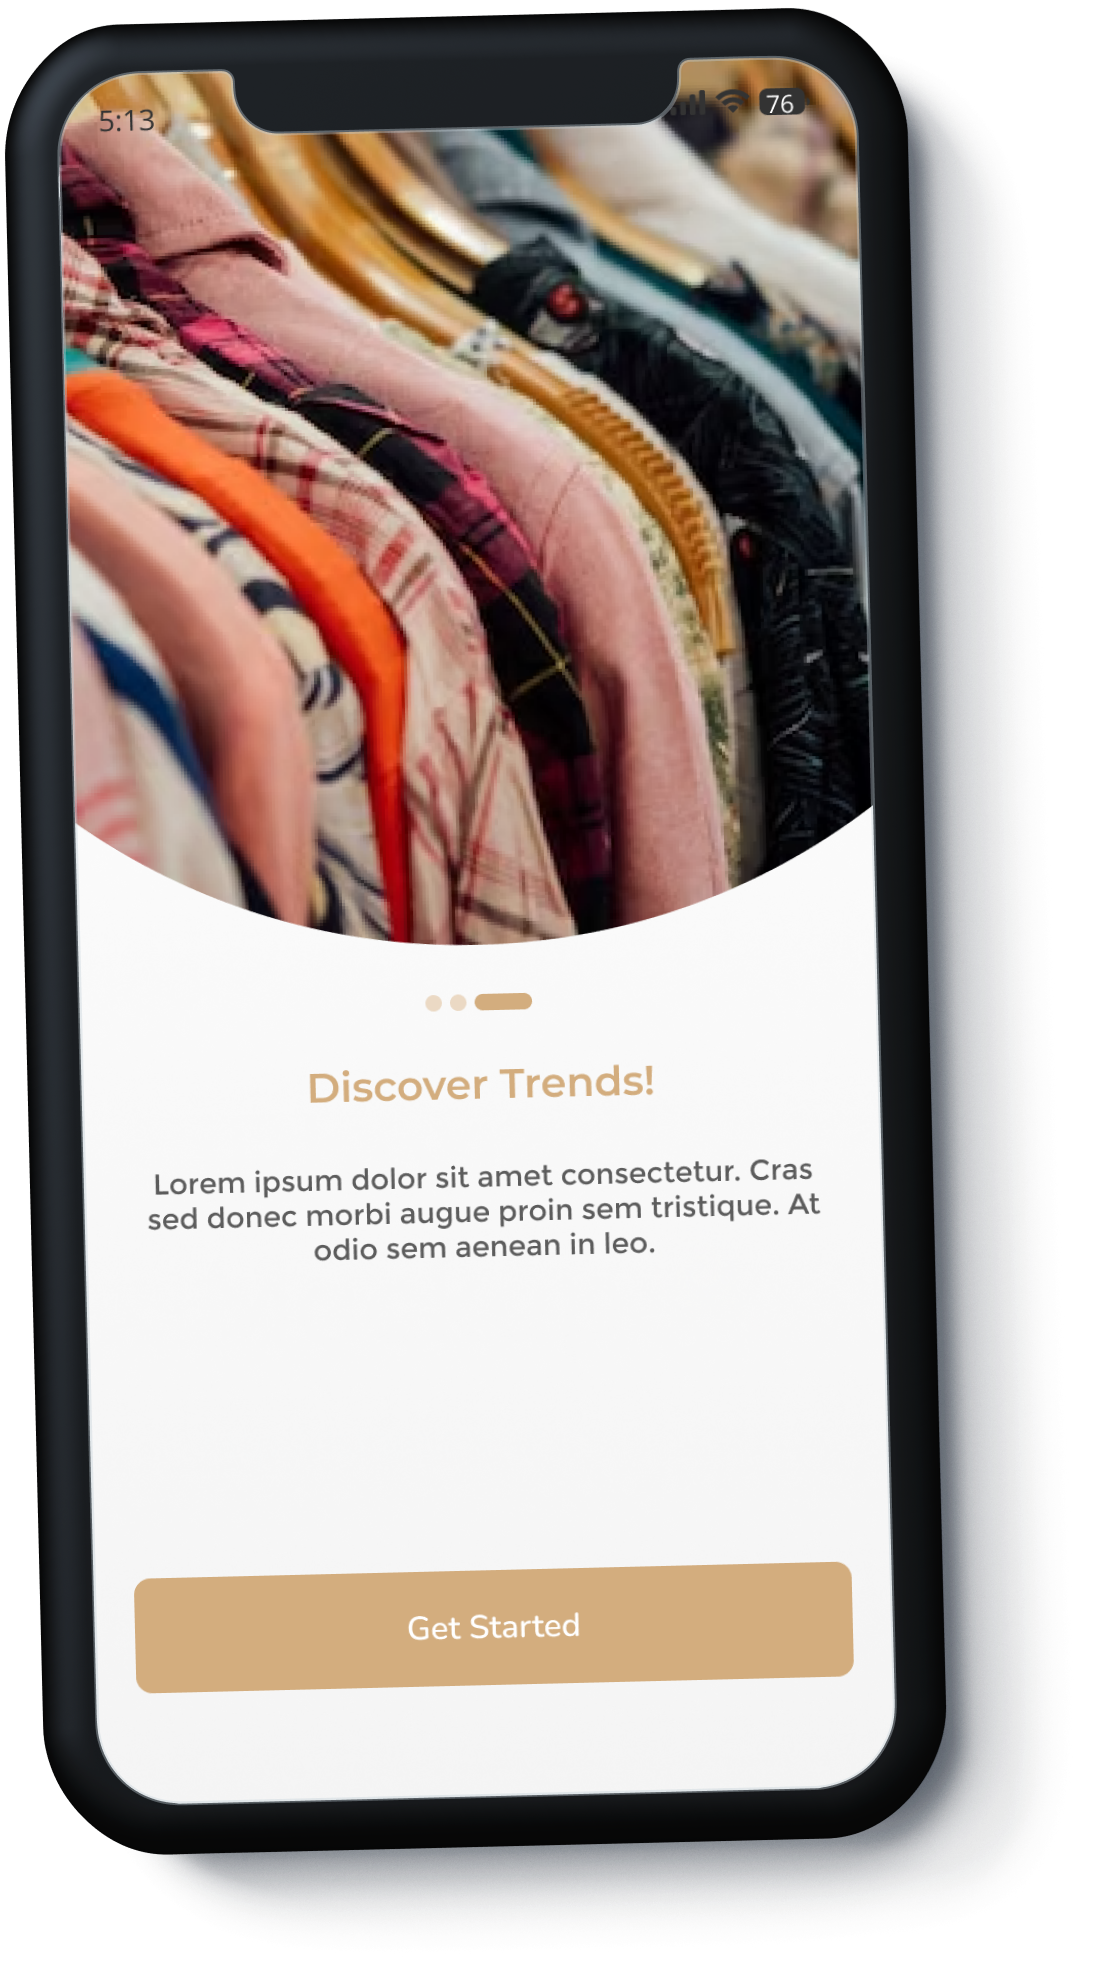 5:13
76
Discover Trends!
Lorem ipsum dolor sit amet consectetur. Cras
sed donec morbi augue proin sem tristique. At
odio sem aenean in leo.
Get Started